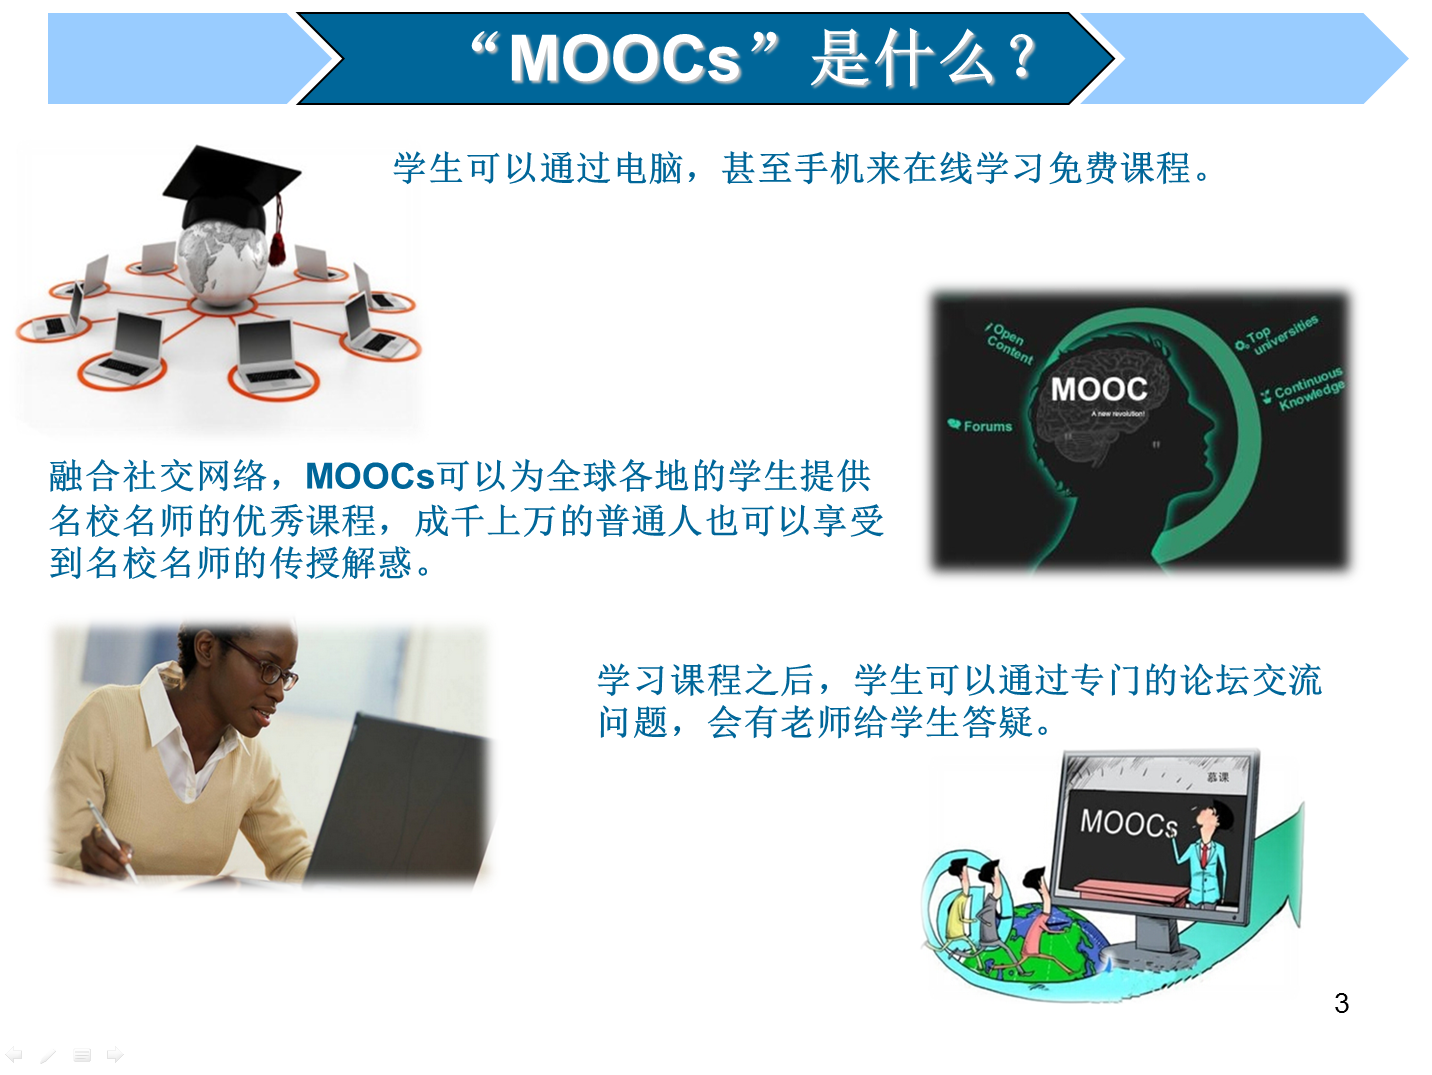 “MOOCs”是什么？
学生可以通过电脑，甚至手机来在线学习免费课程。
Open
Content
Top
universities
Continuous
Knowledge
MOOC
A new revolution!
Forums
融合社交网络，MOOCs可以为全球各地的学生提供
名校名师的优秀课程，成千上万的普通人也可以享受
到名校名师的传授解惑。
学习课程之后，学生可以通过专门的论坛交流
问题，会有老师给学生答疑。
慕课
MOOCs
3